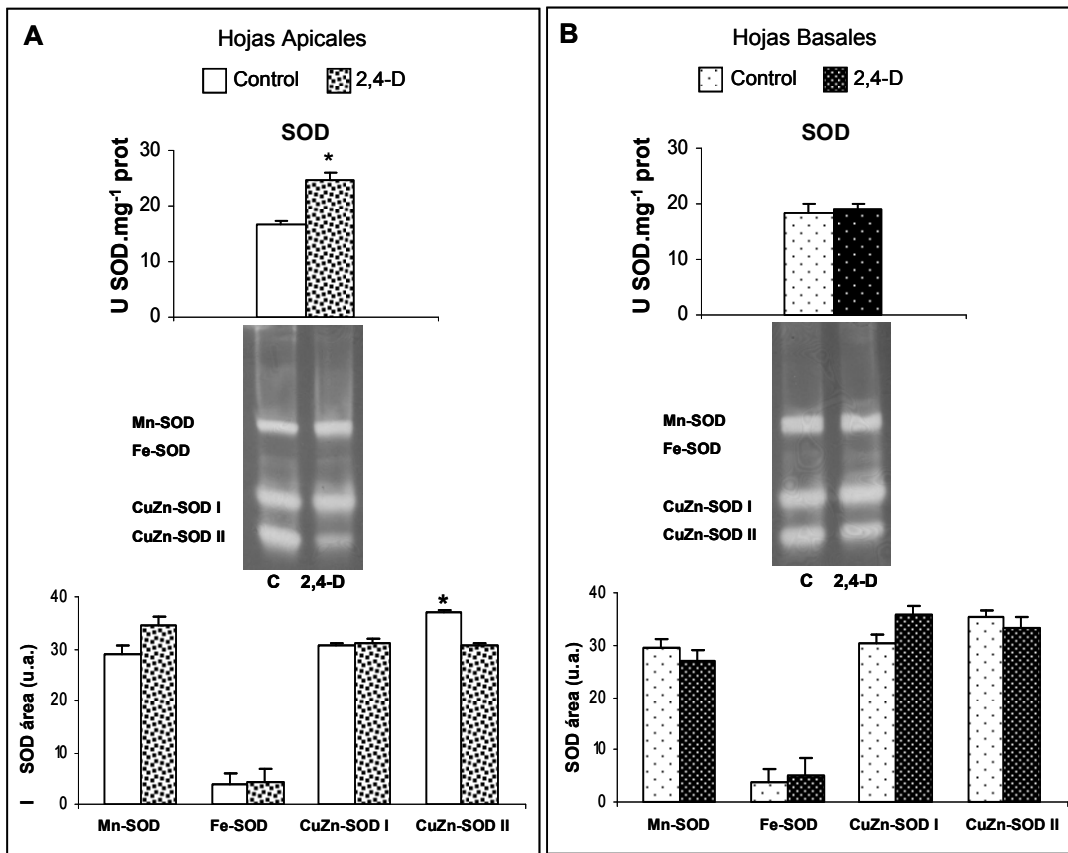 A
Hojas Apicales
Control 2,4-D
SOD
U SOD.mg⁻¹ prot
30
20
10
0
*
Mn-SOD
Fe-SOD
CuZn-SOD I
CuZn-SOD II
C 2,4-D
I SOD área (u.a.)
40
30
20
10
0
*
Mn-SOD Fe-SOD CuZn-SOD I CuZn-SOD II
B
Hojas Basales
Control 2,4-D
SOD
U SOD.mg⁻¹ prot
30
20
10
0
Mn-SOD
Fe-SOD
CuZn-SOD I
CuZn-SOD II
C 2,4-D
SOD área (u.a.)
40
30
20
10
0
Mn-SOD Fe-SOD CuZn-SOD I CuZn-SOD II